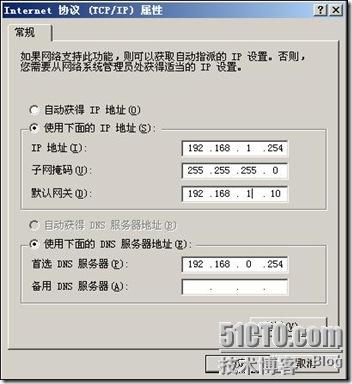 Internet 协议 (TCP/IP) 属性
常规
如果网络支持此功能，则可以获取自动指派的 IP 设置。否则，
您需要从网络系统管理员处获得适当的 IP 设置。
自动获得 IP 地址(O)
使用下面的 IP 地址(S):
IP 地址(I): 192 .168 . 1 .254
子网掩码(U): 255 .255 .255 . 0
默认网关(D): 192 .168 . 1 . 10
自动获得 DNS 服务器地址(B)
使用下面的 DNS 服务器地址(E):
首选 DNS 服务器(P): 192 .168 . 0 .254
备用 DNS 服务器(A): . . .
51CTO.com
技术博客 Blog
取消